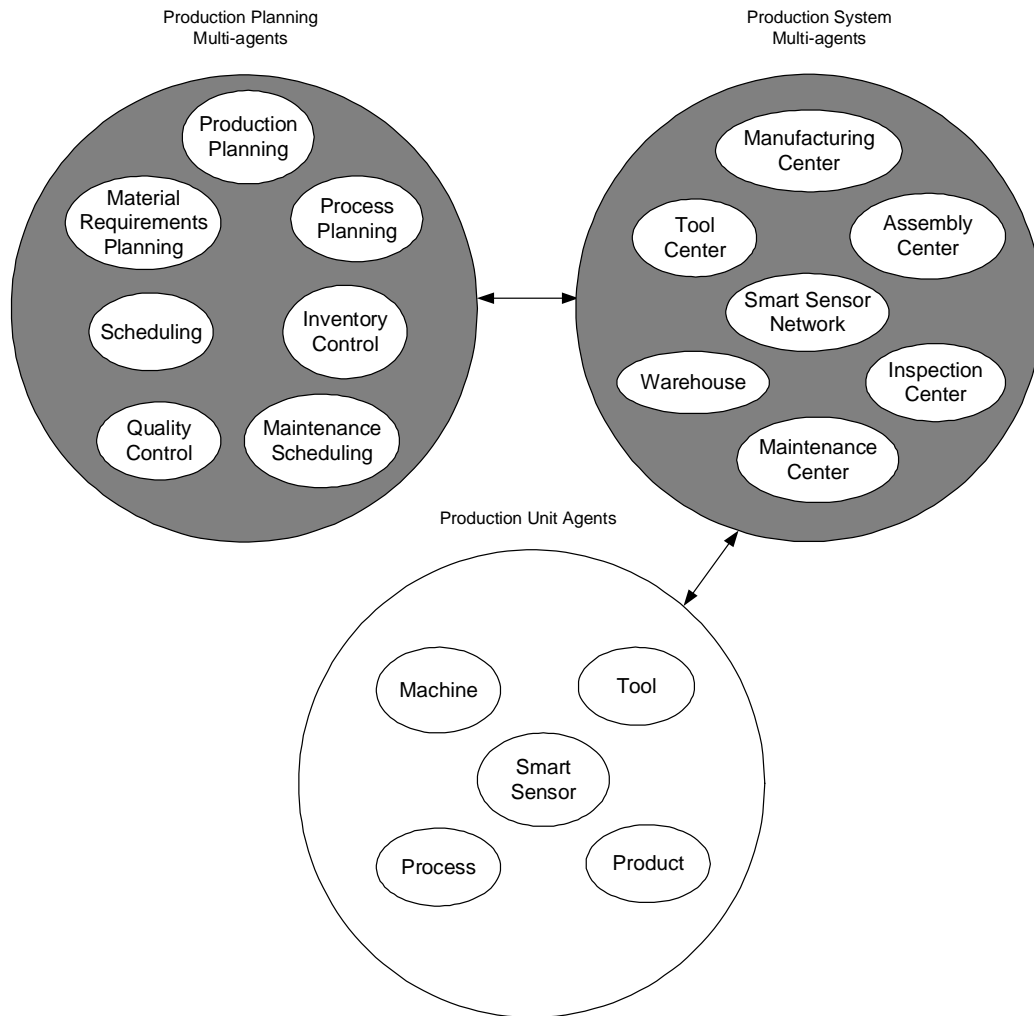 Production Planning
Multi-agents
Production System
Multi-agents
Production
Planning
Material
Requirements
Planning
Process
Planning
Scheduling
Inventory
Control
Quality
Control
Maintenance
Scheduling
Manufacturing
Center
Tool
Center
Assembly
Center
Smart Sensor
Network
Warehouse
Inspection
Center
Maintenance
Center
Production Unit Agents
Machine
Tool
Smart
Sensor
Process
Product